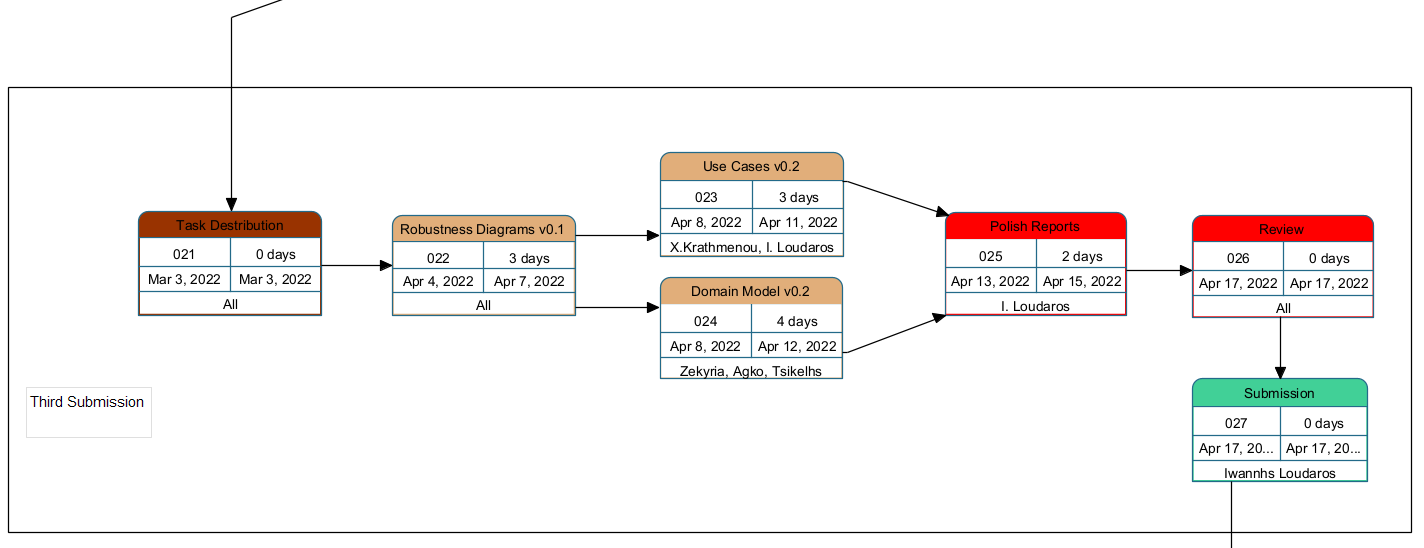 Task Destribution
021 0 days
Mar 3, 2022 Mar 3, 2022
All
Robustness Diagrams v0.1
022 3 days
Apr 4, 2022 Apr 7, 2022
All
Use Cases v0.2
023 3 days
Apr 8, 2022 Apr 11, 2022
X.Krathmenou, I. Loudaros
Domain Model v0.2
024 4 days
Apr 8, 2022 Apr 12, 2022
Zekyria, Agko, Tsikelhs
Polish Reports
025 2 days
Apr 13, 2022 Apr 15, 2022
I. Loudaros
Review
026 0 days
Apr 17, 2022 Apr 17, 2022
All
Submission
027 0 days
Apr 17, 20... Apr 17, 20...
Iwannhs Loudaros
Third Submission